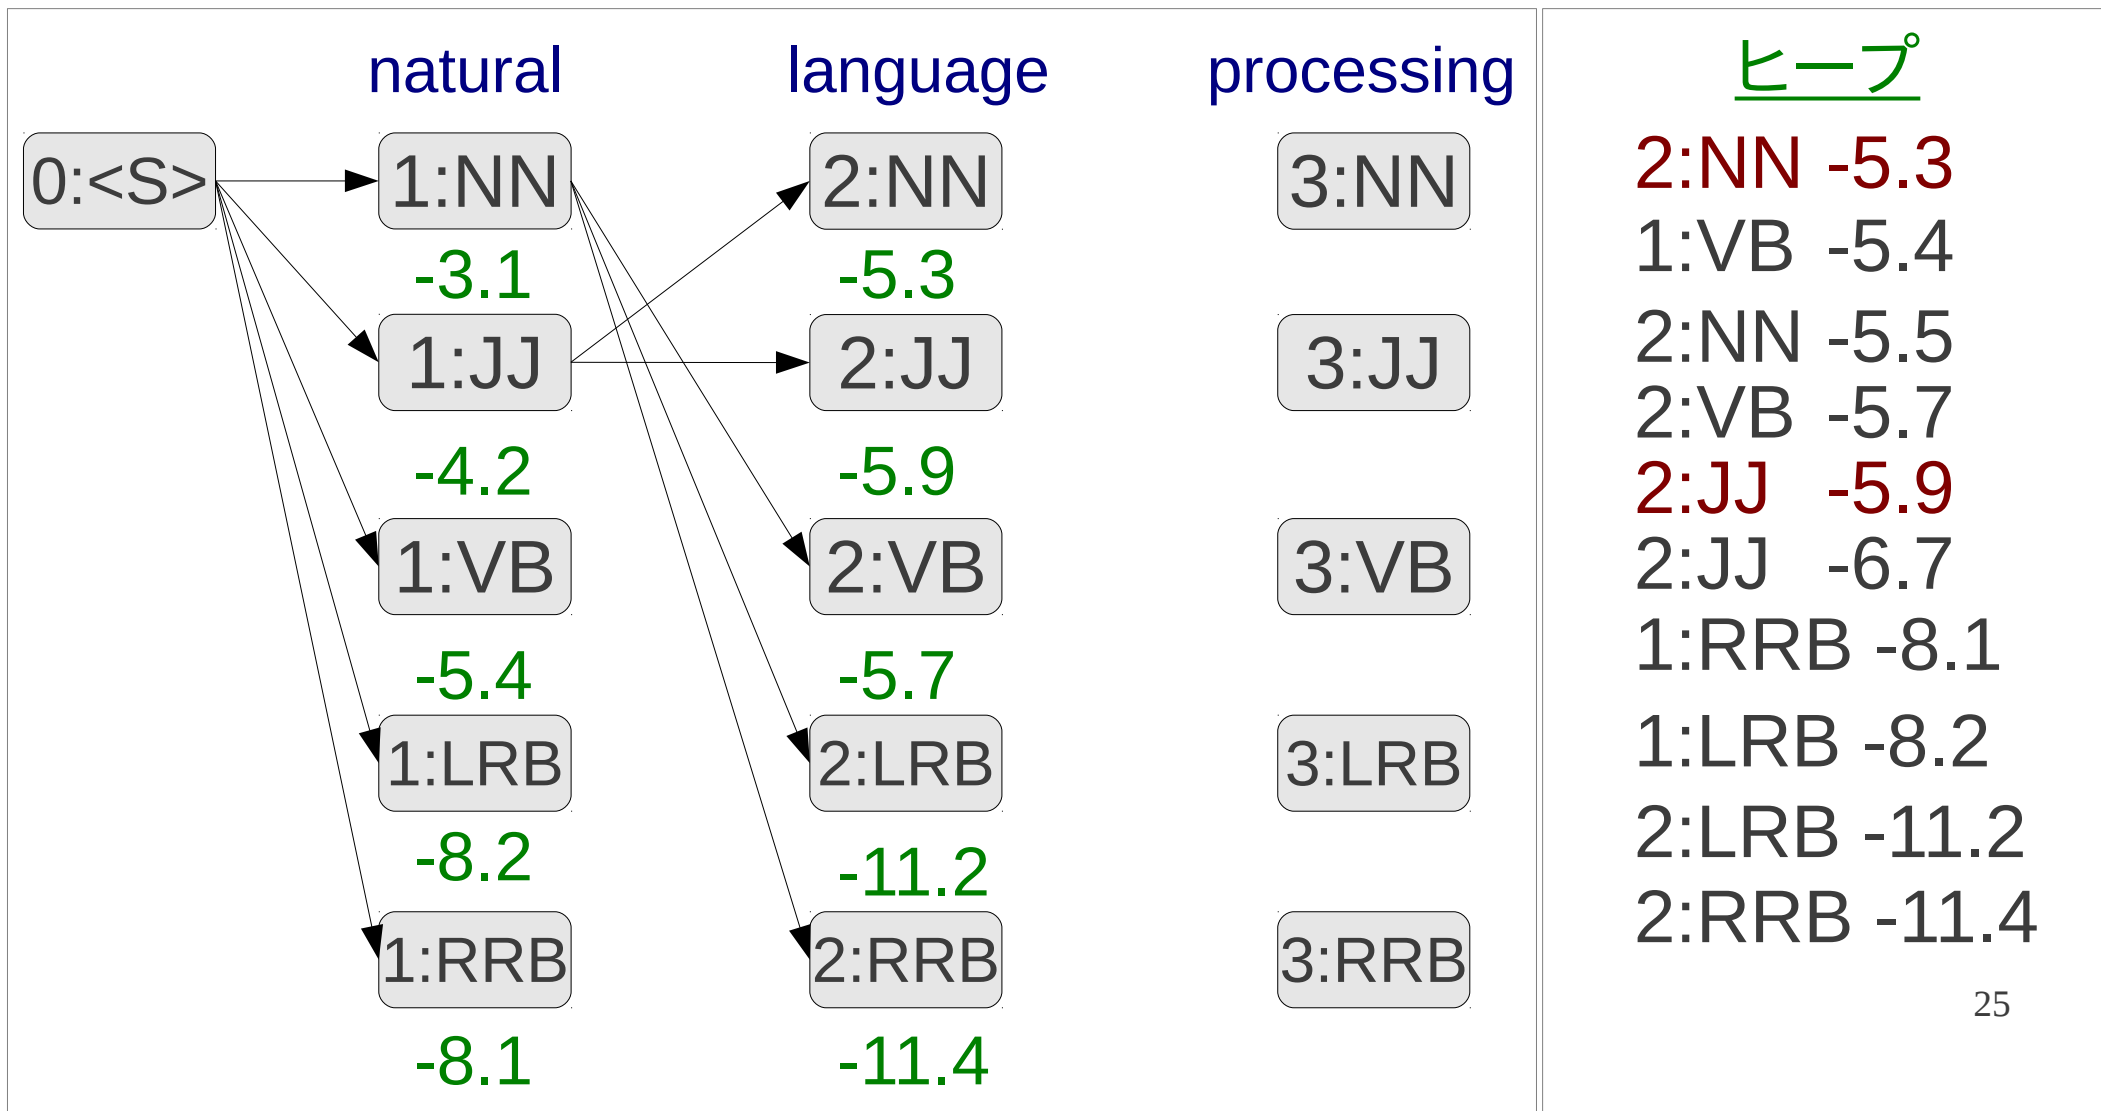 natural language processing
0:<S> 1:NN 2:NN 3:NN
-3.1 -5.3
1:JJ 2:JJ 3:JJ
-4.2 -5.9
1:VB 2:VB 3:VB
-5.4 -5.7
1:LRB 2:LRB 3:LRB
-8.2 -11.2
1:RRB 2:RRB 3:RRB
-8.1 -11.4
ヒープ
2:NN -5.3
1:VB -5.4
2:NN -5.5
2:VB -5.7
2:JJ -5.9
2:JJ -6.7
1:RRB -8.1
1:LRB -8.2
2:LRB -11.2
2:RRB -11.4
25